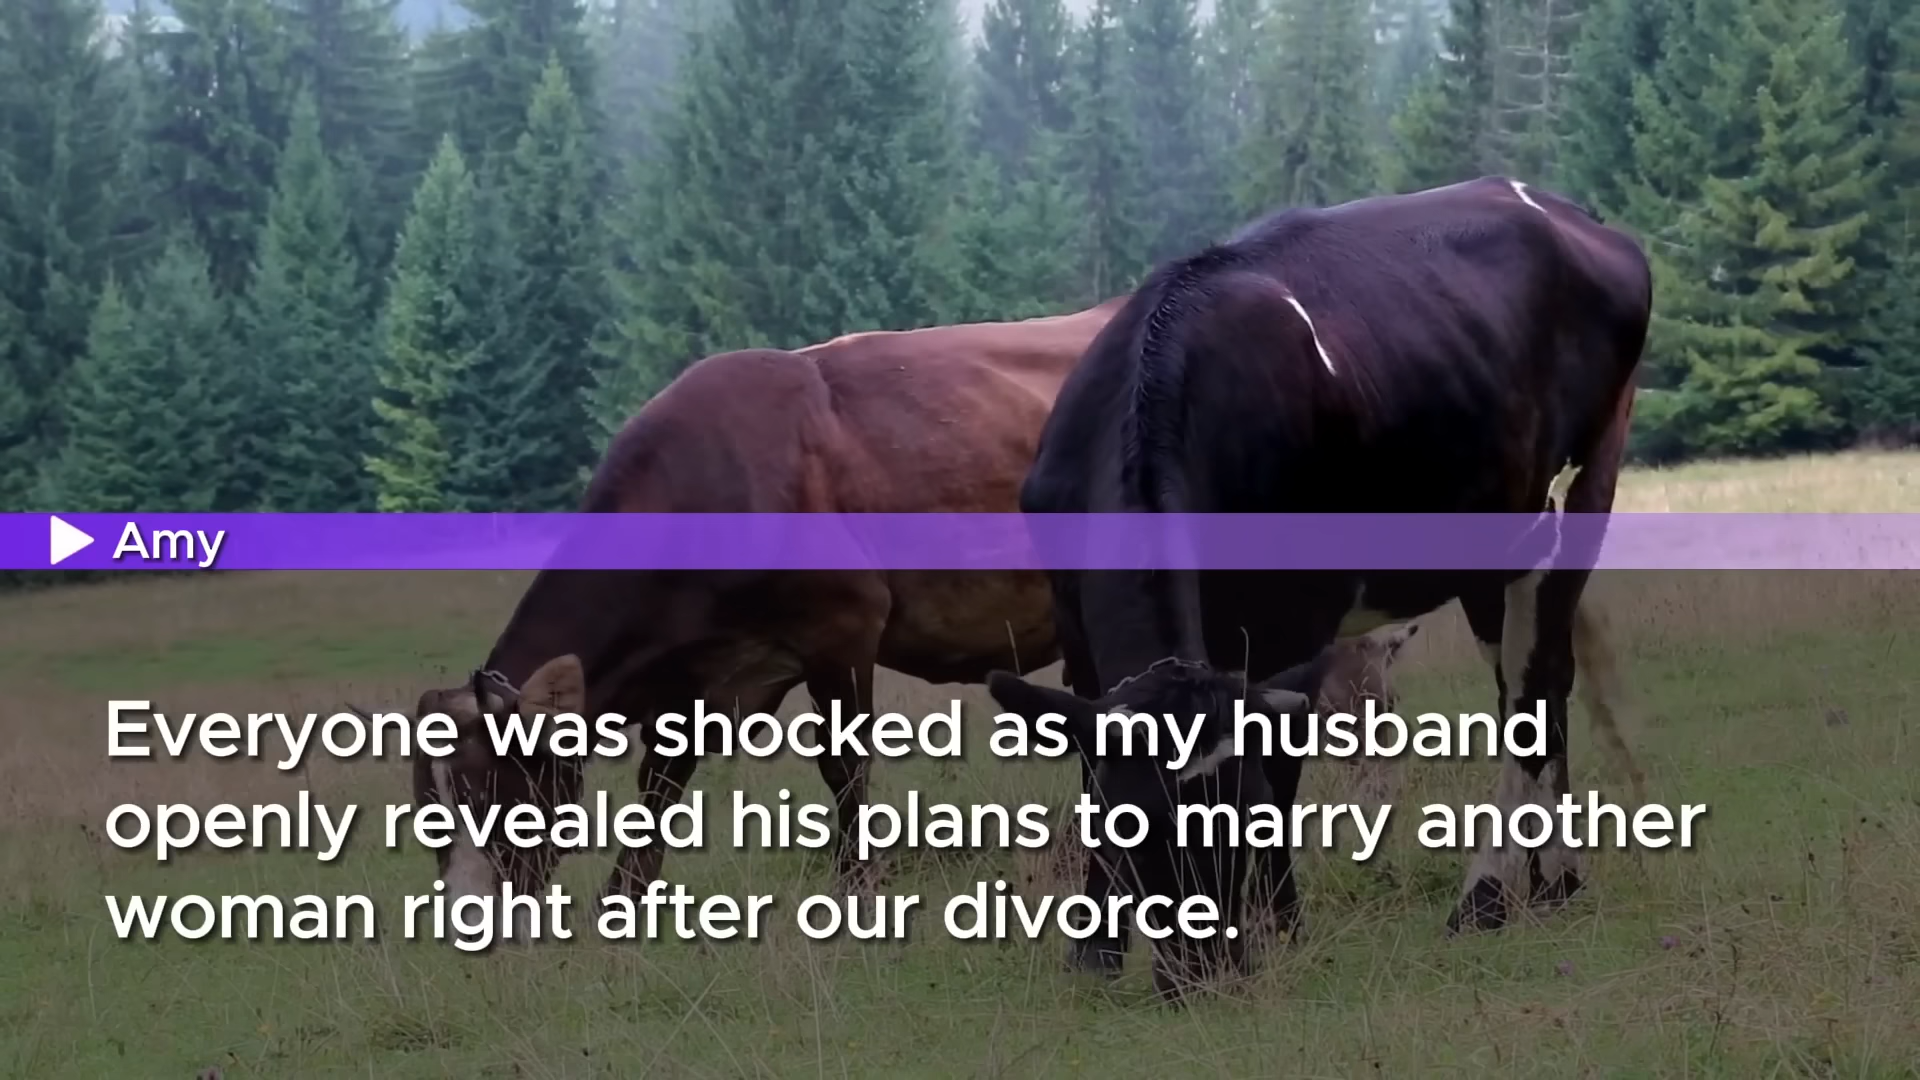 Amy
Everyone was shocked as my husband
openly revealed his plans to marry another
woman right after our divorce.